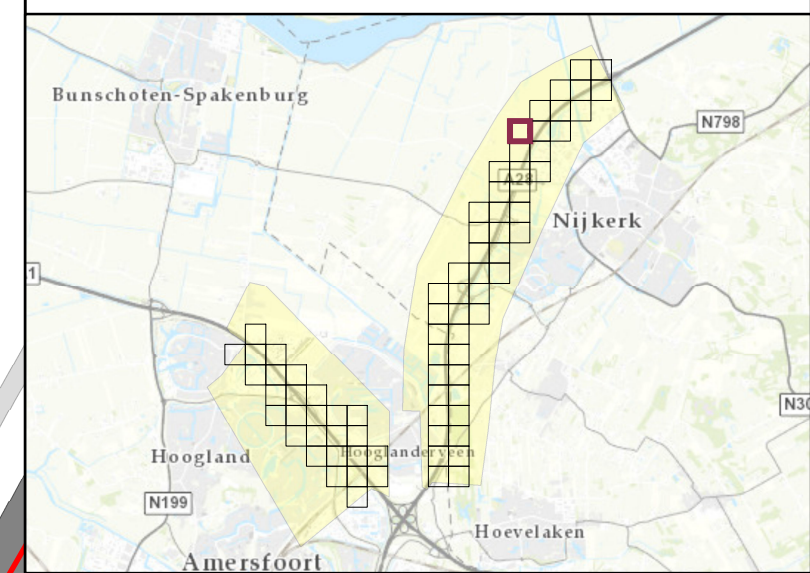 Bunschoten-Spakenburg
N798
A28
Nijkerk
1
N30
Hooglanderveen
Hoogland
N199
Hoevelaken
Amersfoort